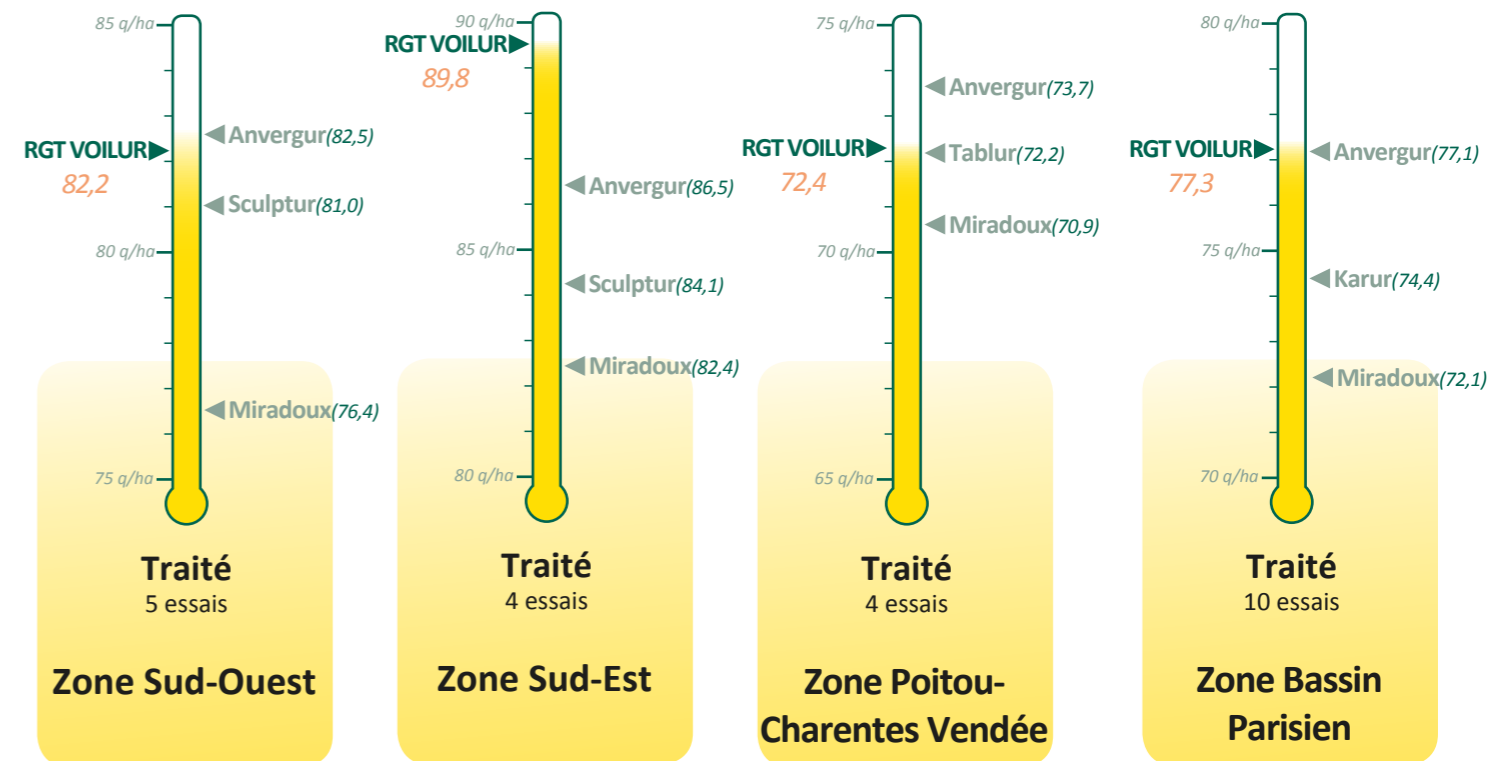 85 q/ha
RGT VOILUR
82,2
Anvergur(82,5)
Sculptur(81,0)
80 q/ha
Miradoux(76,4)
75 q/ha
Traité
5 essais
Zone Sud-Ouest
90 q/ha
RGT VOILUR
89,8
Anvergur(86,5)
85 q/ha
Sculptur(84,1)
Miradoux(82,4)
80 q/ha
Traité
4 essais
Zone Sud-Est
75 q/ha
Anvergur(73,7)
RGT VOILUR
72,4
Tablur(72,2)
Miradoux(70,9)
70 q/ha
65 q/ha
Traité
4 essais
Zone Poitou-
Charentes Vendée
80 q/ha
RGT VOILUR
77,3
Anvergur(77,1)
75 q/ha
Karur(74,4)
Miradoux(72,1)
70 q/ha
Traité
10 essais
Zone Bassin
Parisien